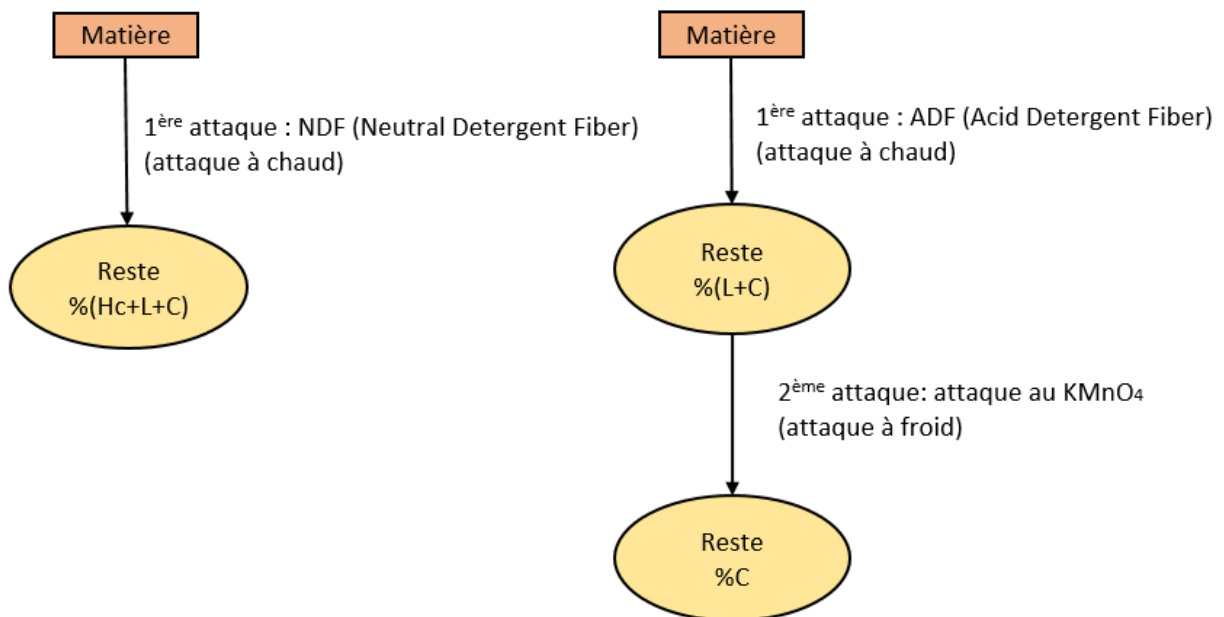 Matière
1ère attaque : NDF (Neutral Detergent Fiber)
(attaque à chaud)
Reste
%(Hc+L+C)
Matière
1ère attaque : ADF (Acid Detergent Fiber)
(attaque à chaud)
Reste
%(L+C)
2ème attaque: attaque au KMnO4
(attaque à froid)
Reste
%C